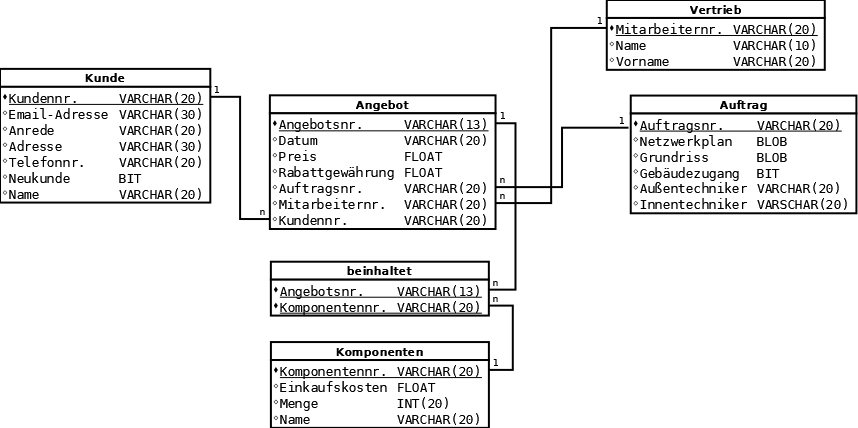 Vertrieb
Mitarbeiternr. VARCHAR(20)
Name VARCHAR(10)
Vorname VARCHAR(20)
1
Kunde
Kundennr. VARCHAR(20)
Email-Adresse VARCHAR(30)
Anrede VARCHAR(20)
Adresse VARCHAR(30)
Telefonnr. VARCHAR(20)
Neukunde BIT
Name VARCHAR(20)
1
n
Angebot
Angebotsnr. VARCHAR(13)
Datum VARCHAR(20)
Preis FLOAT
Rabattgewährung FLOAT
Auftragsnr. VARCHAR(20)
Mitarbeiternr. VARCHAR(20)
Kundennr. VARCHAR(20)
1
n
n
1
Auftrag
Auftragsnr. VARCHAR(20)
Netzwerkplan BLOB
Grundriss BLOB
Gebäudezugang BIT
Außentechniker VARCHAR(20)
Innentechniker VARSCHAR(20)
beinhaltet
Angebotsnr. VARCHAR(13)
Komponentennr. VARCHAR(20)
n
n
Komponenten
Komponentennr. VARCHAR(20)
Einkaufskosten FLOAT
Menge INT(20)
Name VARCHAR(20)
1